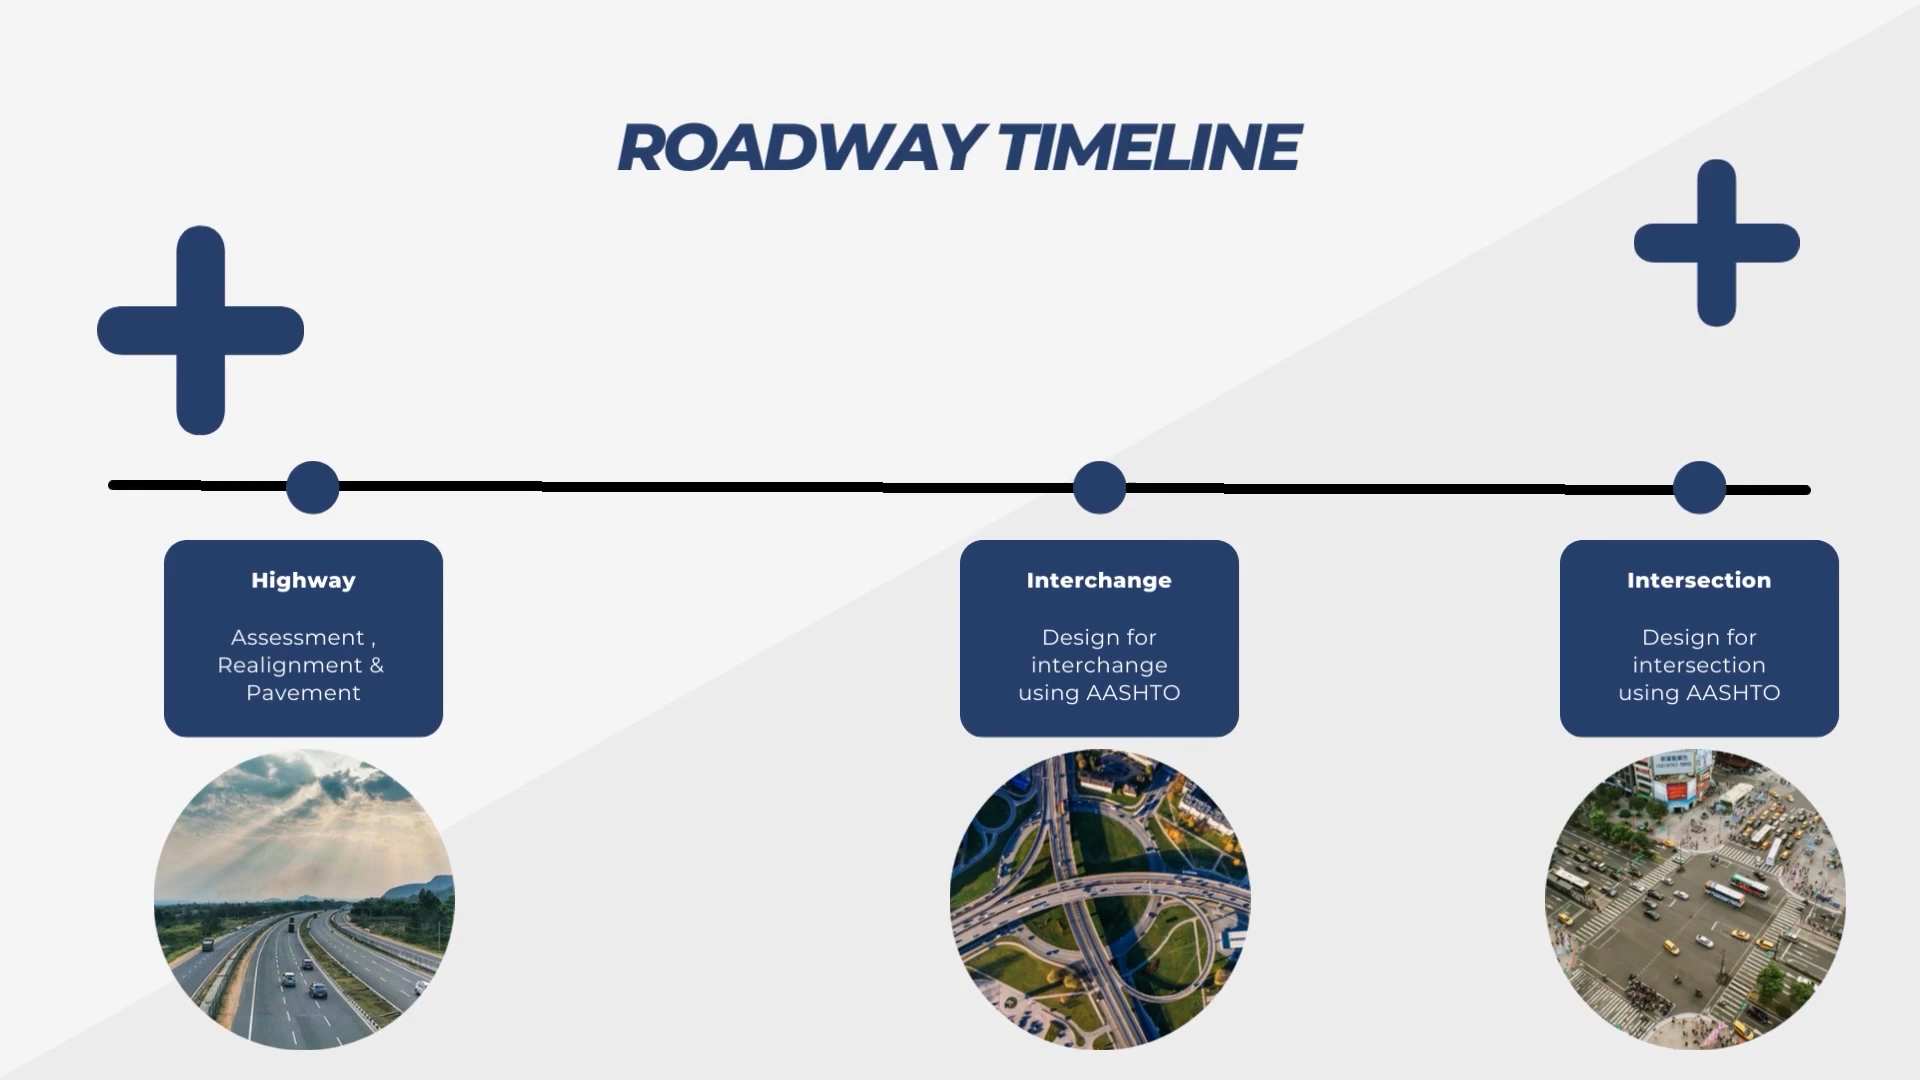 ROADWAY TIMELINE
Highway
Assessment ,
Realignment &
Pavement
Interchange
Design for
interchange
using AASHTO
Intersection
Design for
intersection
using AASHTO